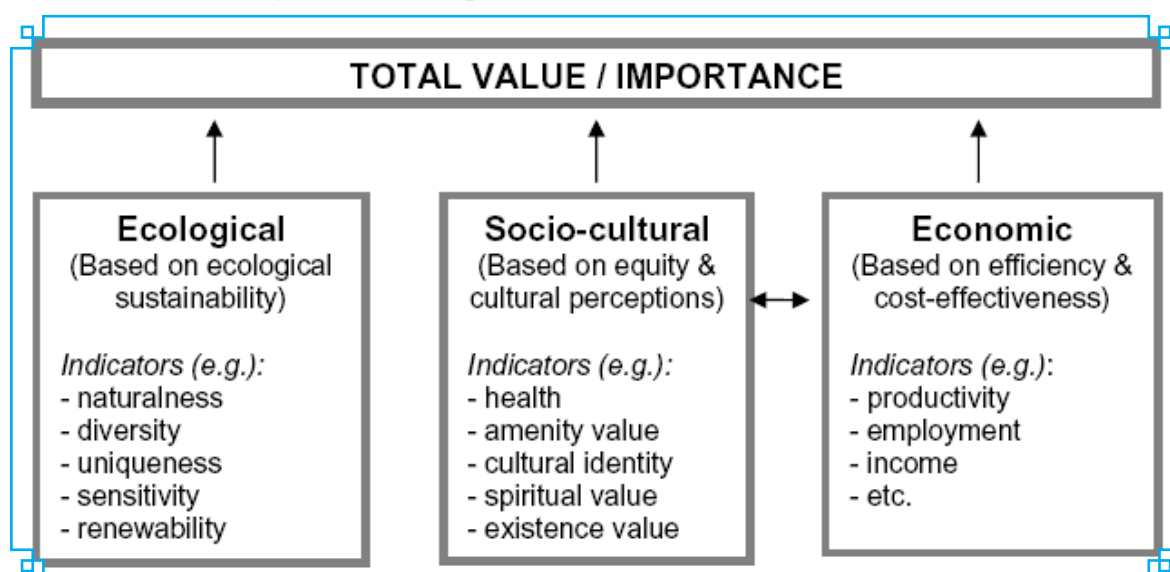 TOTAL VALUE / IMPORTANCE
Ecological
(Based on ecological
sustainability)
Indicators (e.g.):
- naturalness
- diversity
- uniqueness
- sensitivity
- renewability
Socio-cultural
(Based on equity &
cultural perceptions)
Indicators (e.g.):
- health
- amenity value
- cultural identity
- spiritual value
- existence value
Economic
(Based on efficiency &
cost-effectiveness)
Indicators (e.g.):
- productivity
- employment
- income
- etc.